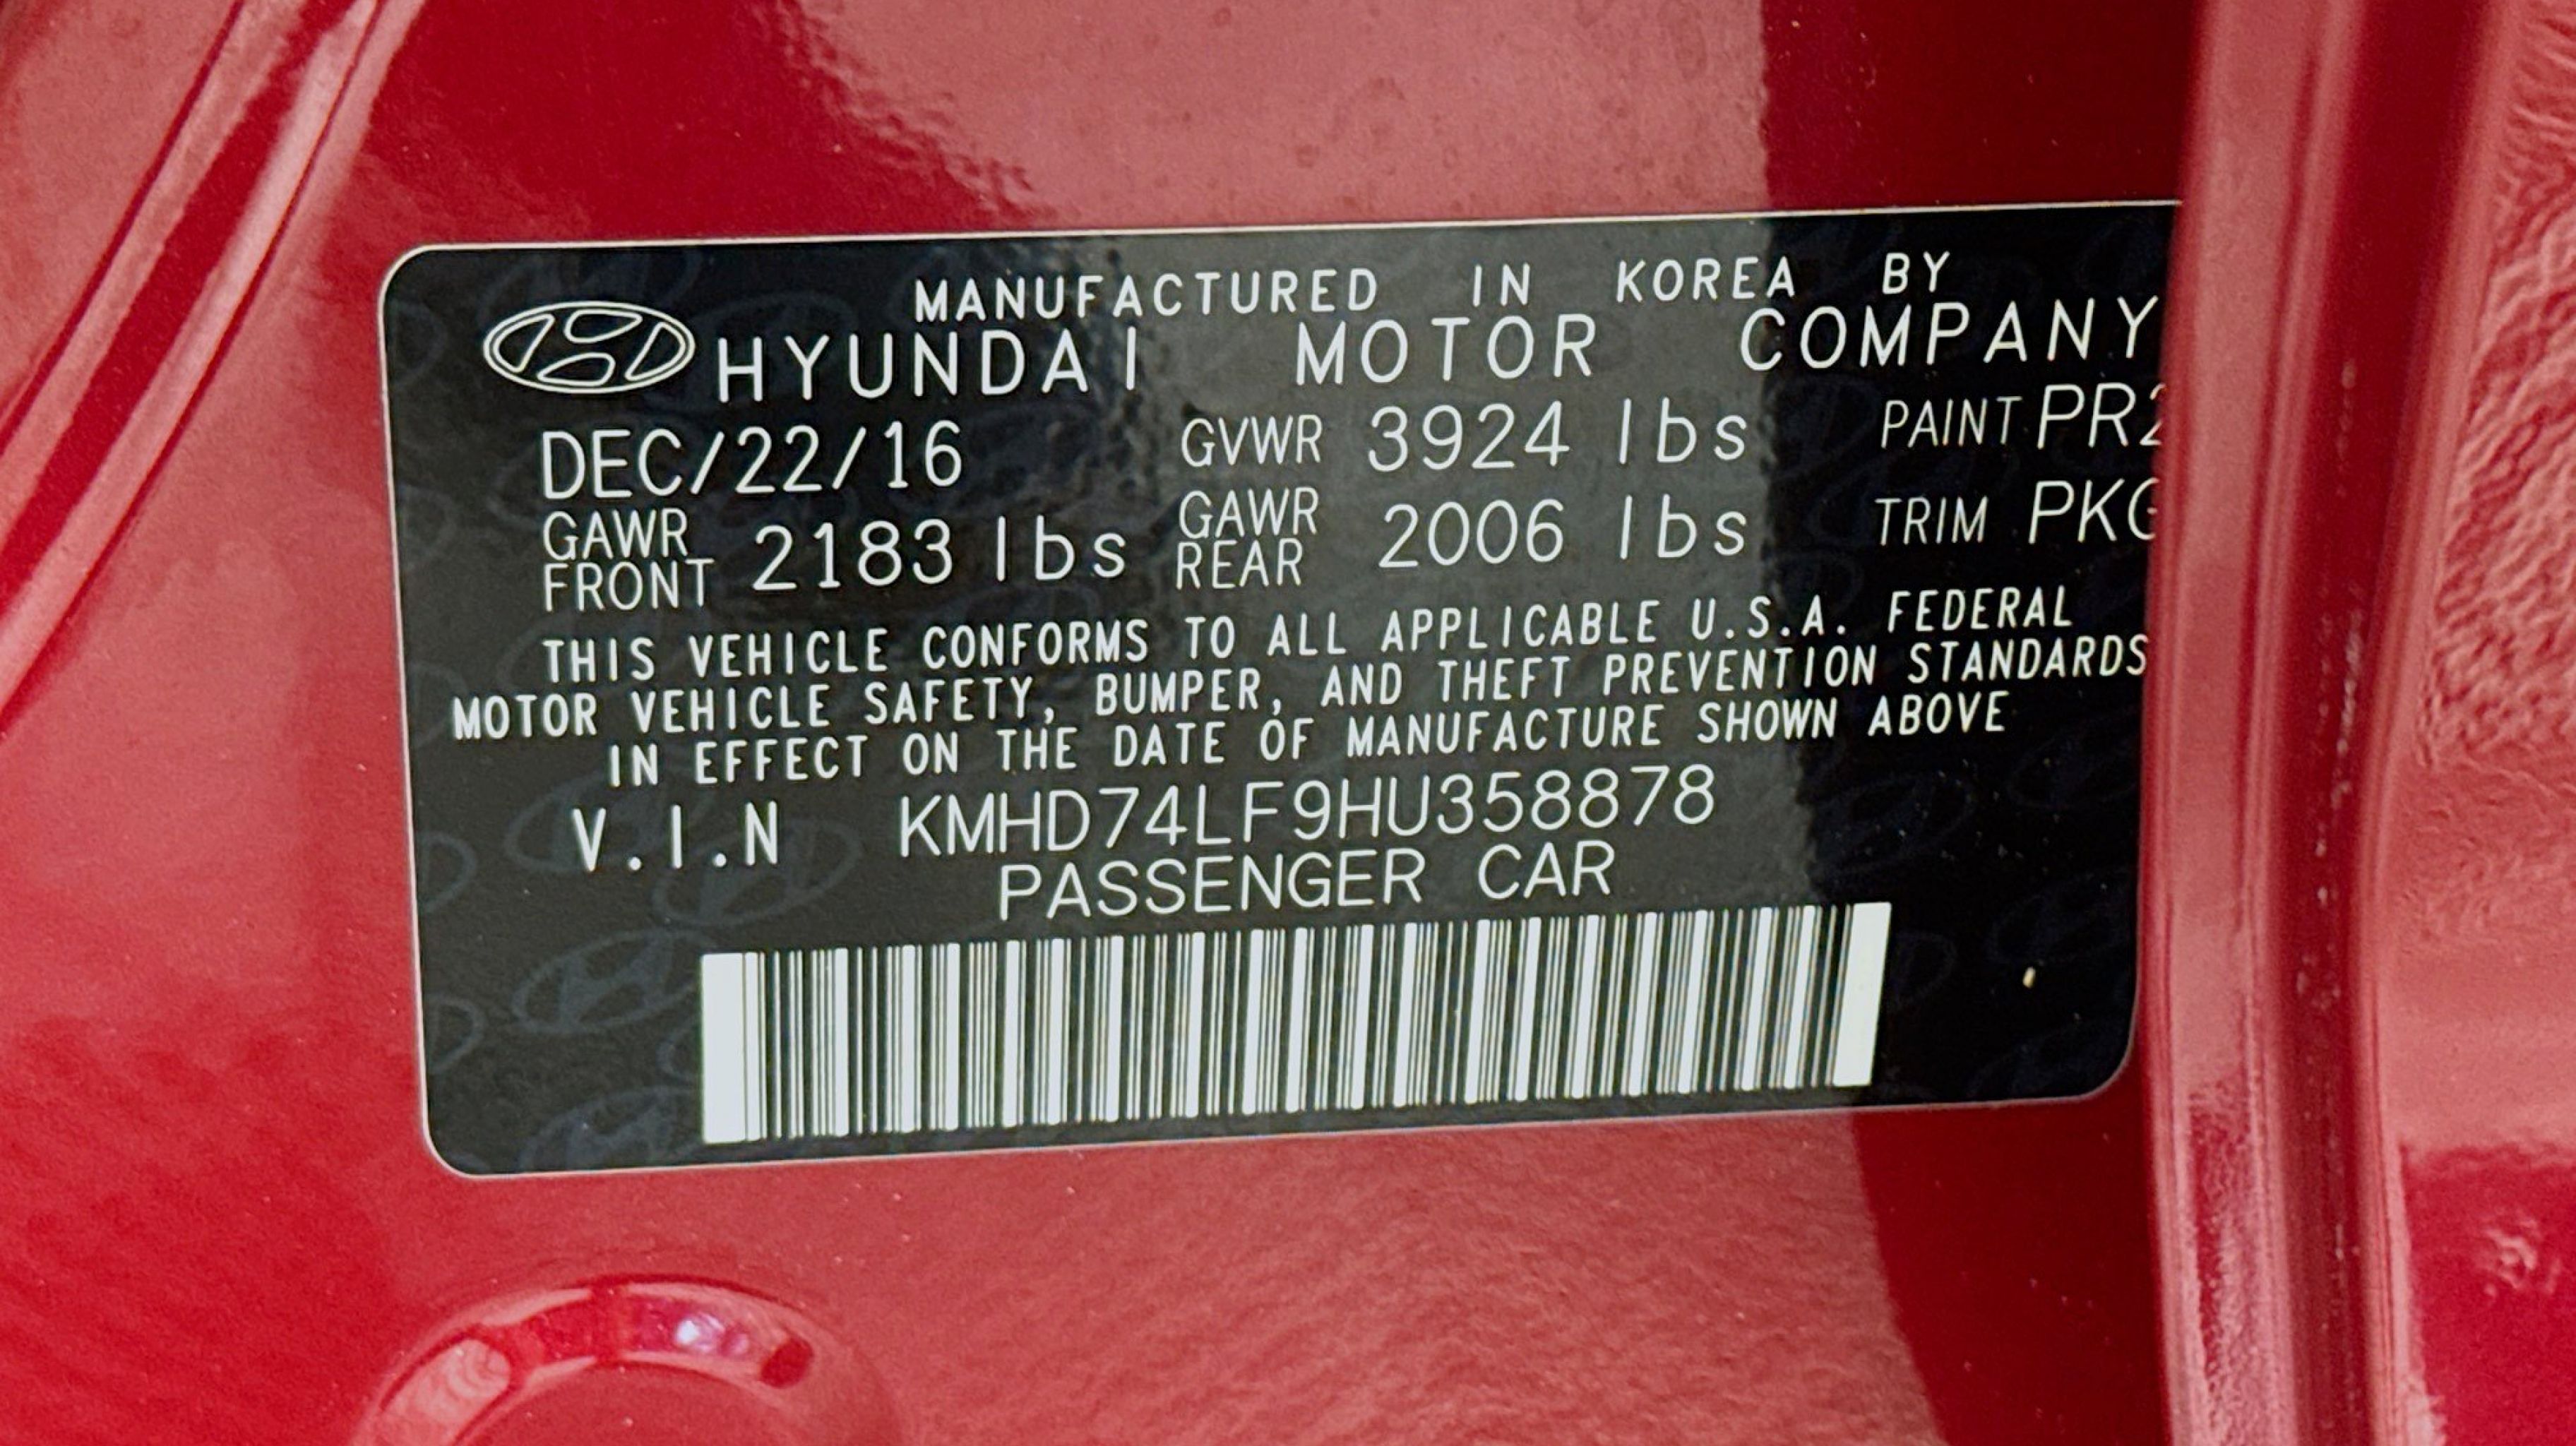 MANUFACTURED IN KOREA BY
HYUNDAI MOTOR COMPANY
DEC/22/16 GVWR 3924 lbs PAINT PR2
GAWR FRONT 2183 lbs GAWR REAR 2006 lbs TRIM
THIS VEHICLE CONFORMS TO ALL APPLICABLE U.S.A. FEDERAL
MOTOR VEHICLE SAFETY, BUMPER, AND THEFT PREVENTION STANDARDS
IN EFFECT ON THE DATE OF MANUFACTURE SHOWN ABOVE
V.I.N KMHD74LF9HU358878
PASSENGER CAR